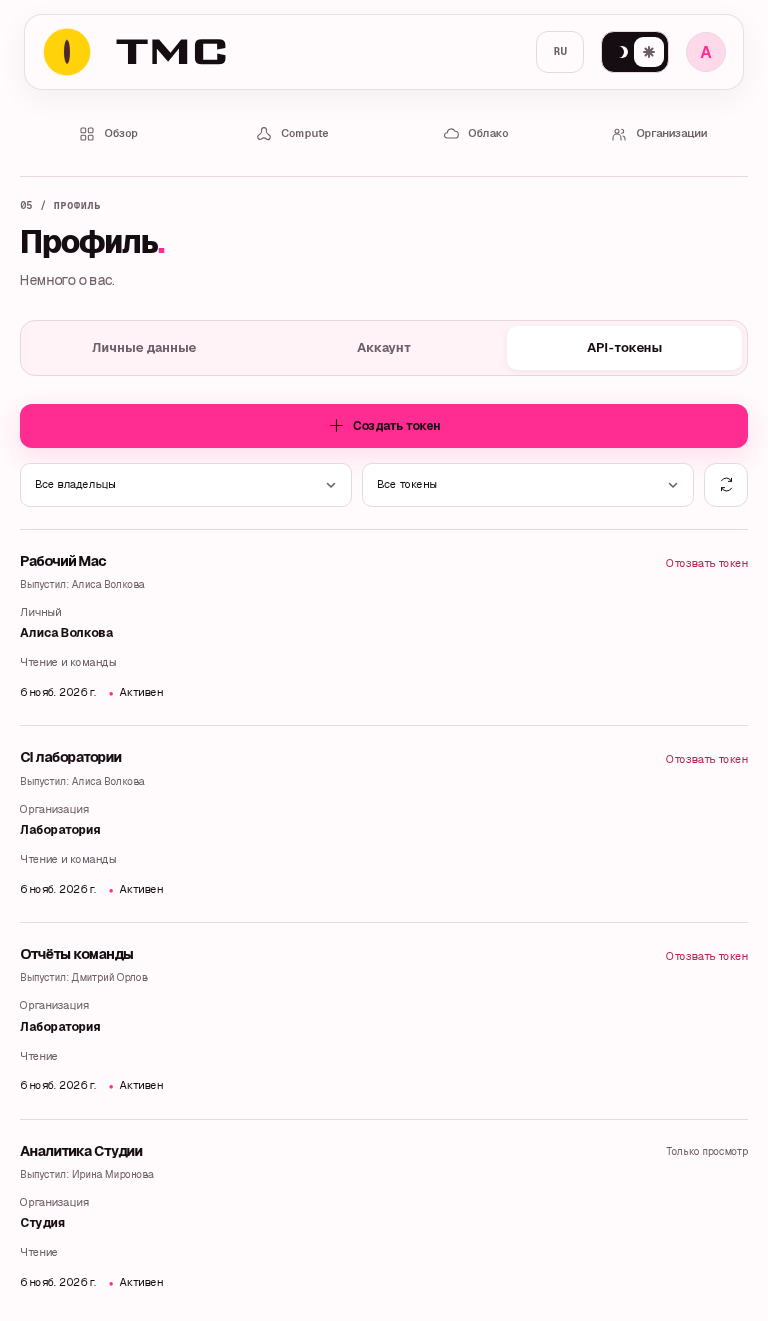 TMC
RU
A
Обзор
Compute
Облако
Организации
05 / ПРОФИЛЬ
Профиль.
Немного о вас.
Личные данные
Аккаунт
API-токены
Создать токен
Все владельцы
Все токены
Рабочий Mac
Отозвать токен
Выпустил: Алиса Волкова
Личный
Алиса Волкова
Чтение и команды
6 нояб. 2026 г. • Активен
CI лаборатории
Отозвать токен
Выпустил: Алиса Волкова
Организация
Лаборатория
Чтение и команды
6 нояб. 2026 г. • Активен
Отчёты команды
Отозвать токен
Выпустил: Дмитрий Орлов
Организация
Лаборатория
Чтение
6 нояб. 2026 г. • Активен
Аналитика Студии
Только просмотр
Выпустил: Ирина Миронова
Организация
Студия
Чтение
6 нояб. 2026 г. • Активен